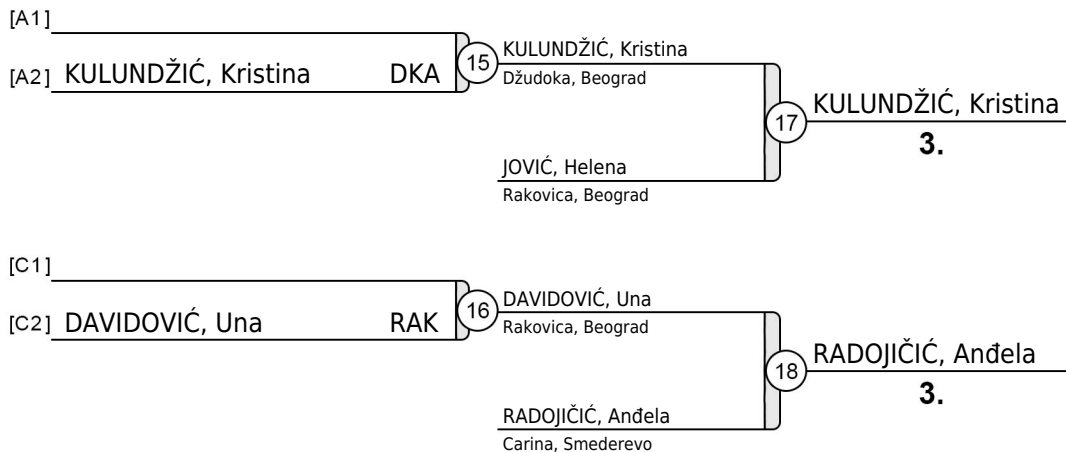 [A1]
[A2] KULUNDŽIĆ, Kristina DKA
15
KULUNDŽIĆ, Kristina
Džudoka, Beograd
17
KULUNDŽIĆ, Kristina
3.
JOVIĆ, Helena
Rakovica, Beograd
[C1]
[C2] DAVIDOVIĆ, Una RAK
16
DAVIDOVIĆ, Una
Rakovica, Beograd
18
RADOJIČIĆ, Anđela
3.
RADOJIČIĆ, Anđela
Carina, Smederevo